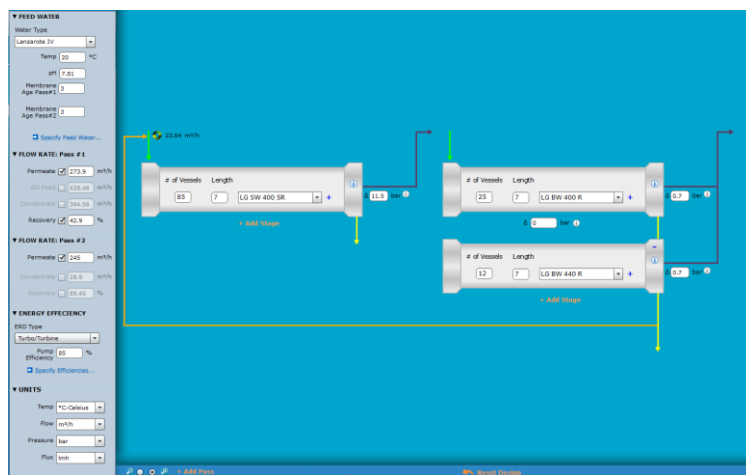 ▼ FEED WATER
Water Type
Lanzarote IV
Temp 20 °C
pH 7.81
Membrane Age Pass#1 3
Membrane Age Pass#2 3
Specify Feed Water...
▼ FLOW RATE: Pass #1
Permeate 273.9 m³/h
m³/h
Concentrate 364.56 m³/h
Recovery 42.9 %
▼ FLOW RATE: Pass #2
Permeate 245 m³/h
Concentrate 28.9 m³/h
Recovery 89.45 %
▼ ENERGY EFFECIENCY
ERD Type
Turbo/Turbine
Pump Efficiency 85 %
Specify Efficiencies...
▼ UNITS
Temp °C-Celsius
Flow m³/h
Pressure bar
Flux lmh
23.64 m³/h
# of Vessels Length
85 7 LG SW 400 SR +
Δ 11.5 bar
+ Add Stage
# of Vessels Length
25 7 LG BW 400 R +
Δ 0.7 bar
Δ 0 bar
# of Vessels Length
12 7 LG BW 440 R +
Δ 0.7 bar
+ Add Stage
+ Add Pass
Reset Design